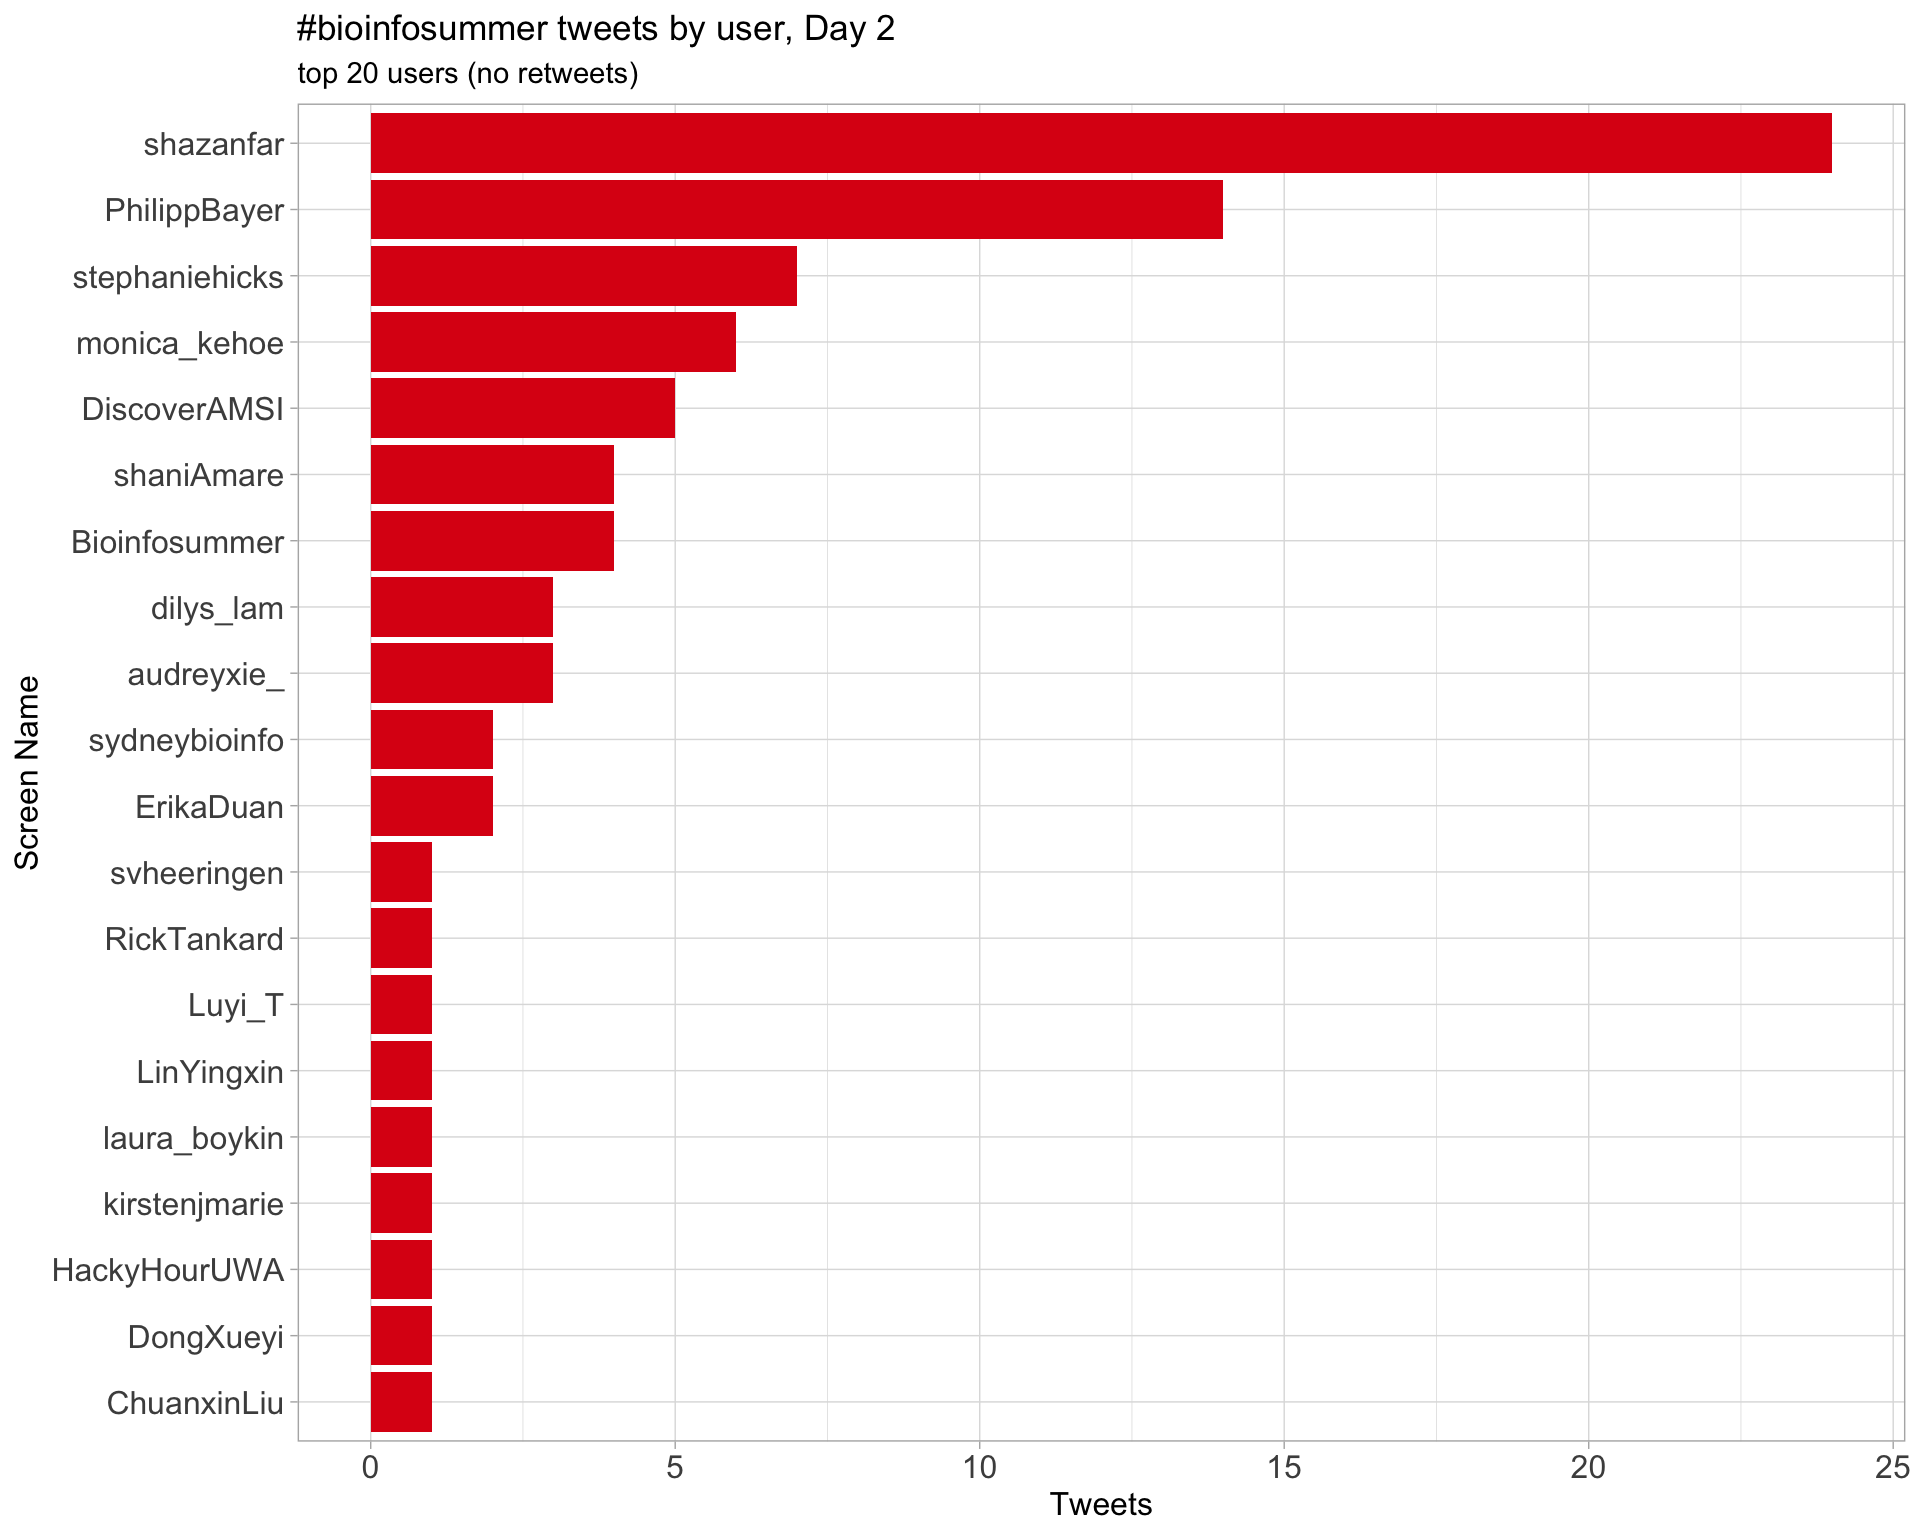 #bioinfosummer tweets by user, Day 2
top 20 users (no retweets)
shazanfar
PhilippBayer
stephaniehicks
monica_kehoe
DiscoverAMSI
shaniAmare
Bioinfosummer
dilys_lam
audreyxie_
sydneybioinfo
ErikaDuan
svheeringen
RickTankard
Luyi_T
LinYingxin
laura_boykin
kirstenjmarie
HackyHourUWA
DongXueyi
ChuanxinLiu
Screen Name
0 5 10 15 20 25
Tweets